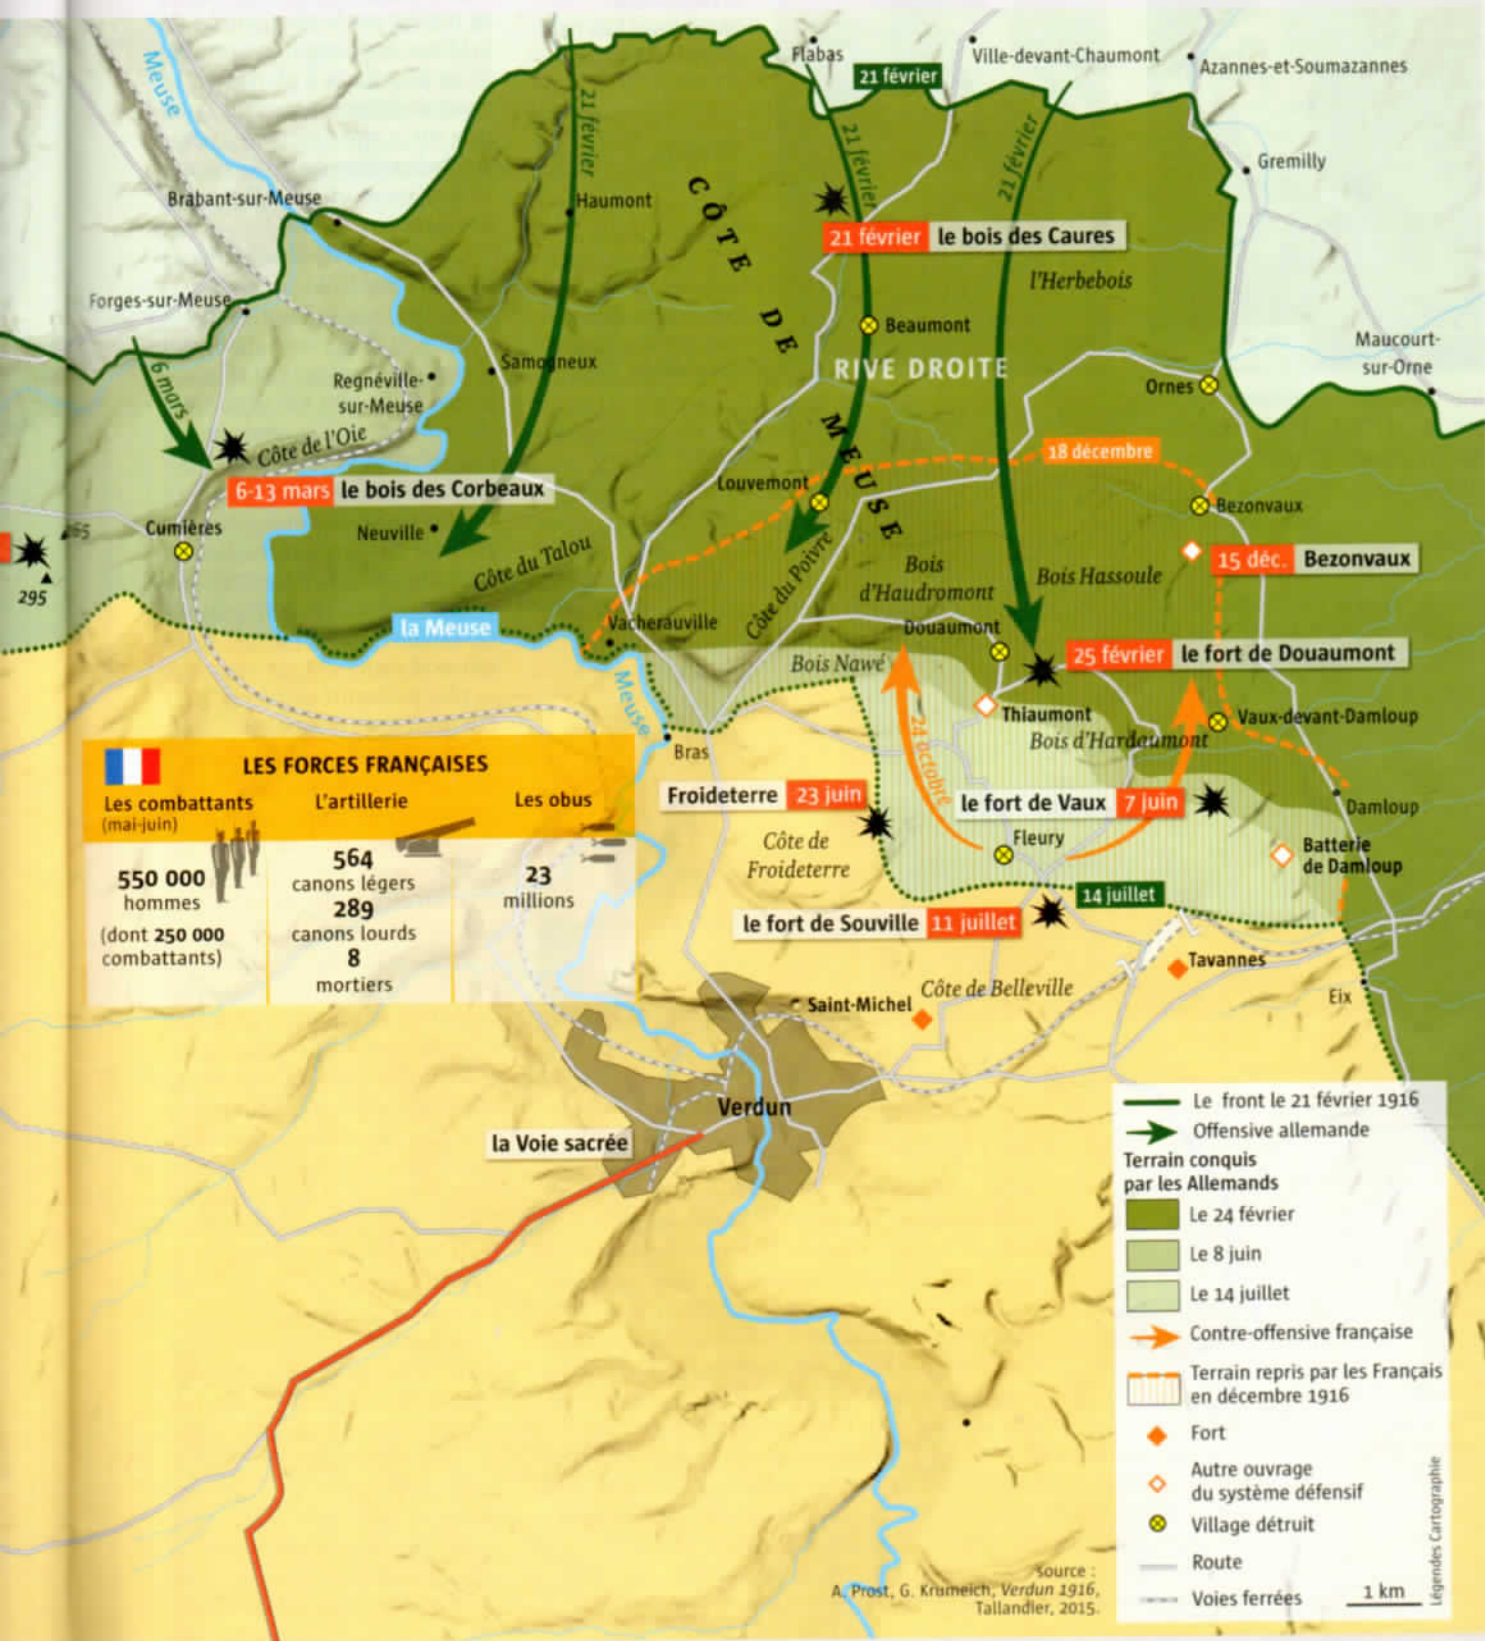 Meuse
Flabas
21 février
Ville-devant-Chaumont
Azannes-et-Soumazannes
21 février
21 février
21 février
Gremilly
Brabant-sur-Meuse
Haumont
CÔTE DE MEUSE
21 février le bois des Caures
l'Herbebois
Forges-sur-Meuse
Beaumont
Maucourt-
sur-Orne
Samogneux
RIVE DROITE
6 mars
Regnéville-
sur-Meuse
Ornes
Côte de l'Oie
18 décembre
6-13 mars le bois des Corbeaux
Louvemont
Bezonvaux
Cumières
265
Neuville
Côte du Talou
Côte du Poivre
Bois
d'Haudromont
Bois Hassoule
15 déc. Bezonvaux
295
la Meuse
Vacherauville
Douaumont
25 février le fort de Douaumont
Bois Nawé
Meuse
Thiaumont
Vaux-devant-Damloup
Bois d'Hardaumont
Bras
24 octobre
Froideterre 23 juin
le fort de Vaux 7 juin
Damloup
Côte de
Froideterre
Fleury
Batterie
de Damloup
14 juillet
le fort de Souville 11 juillet
Tavannes
Côte de Belleville
Saint-Michel
Eix
Verdun
la Voie sacrée
LES FORCES FRANÇAISES
Les combattants
(mai-juin)
550 000
hommes
(dont 250 000
combattants)
L'artillerie
564
canons légers
289
canons lourds
8
mortiers
Les obus
23
millions
Le front le 21 février 1916
Offensive allemande
Terrain conquis
par les Allemands
Le 24 février
Le 8 juin
Le 14 juillet
Contre-offensive française
Terrain repris par les Français
en décembre 1916
Fort
Autre ouvrage
du système défensif
Village détruit
Route
Voies ferrées
1 km
Légendes Cartographie
source :
A. Prost, G. Krumeich, Verdun 1916,
Tallandier, 2015.